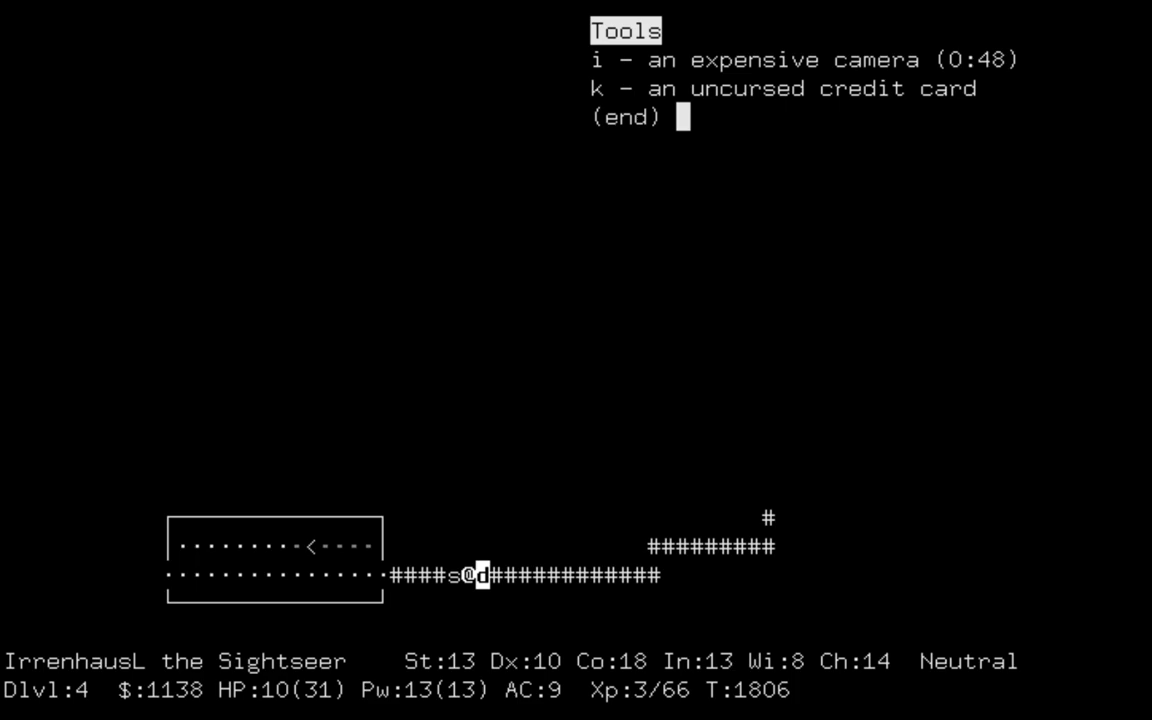 Tools
i - an expensive camera (0:48)
k - an uncursed credit card
(end)
#
·········-<---- #########
················####s@d############
IrrenhausL the Sightseer St:13 Dx:10 Co:18 In:13 Wi:8 Ch:14 Neutral
Dlvl:4 $:1138 HP:10(31) Pw:13(13) AC:9 Xp:3/66 T:1806